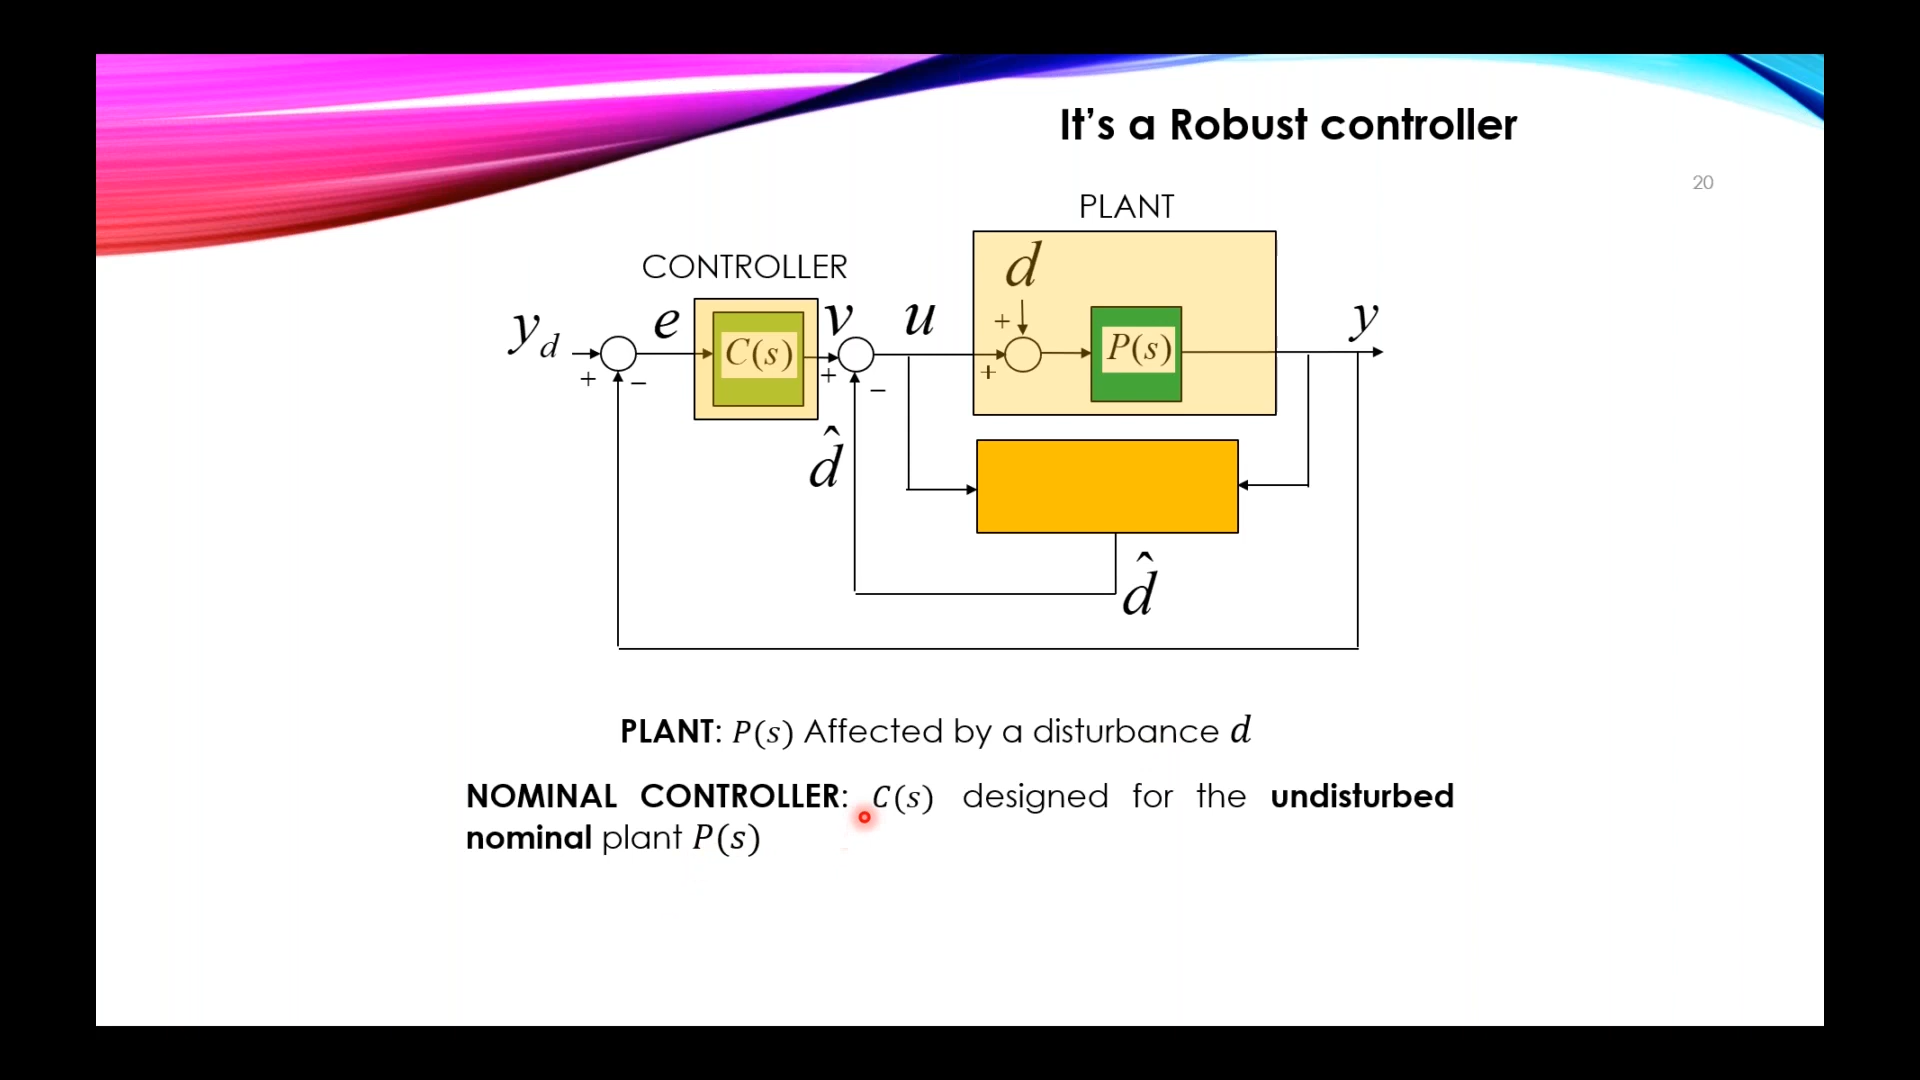 It’s a Robust controller
20
PLANT
CONTROLLER
d
y_d e C(s) v u P(s) y
+ − + − + +
d̂
d̂
PLANT: P(s) Affected by a disturbance d
NOMINAL CONTROLLER: C(s) designed for the undisturbed
nominal plant P(s)